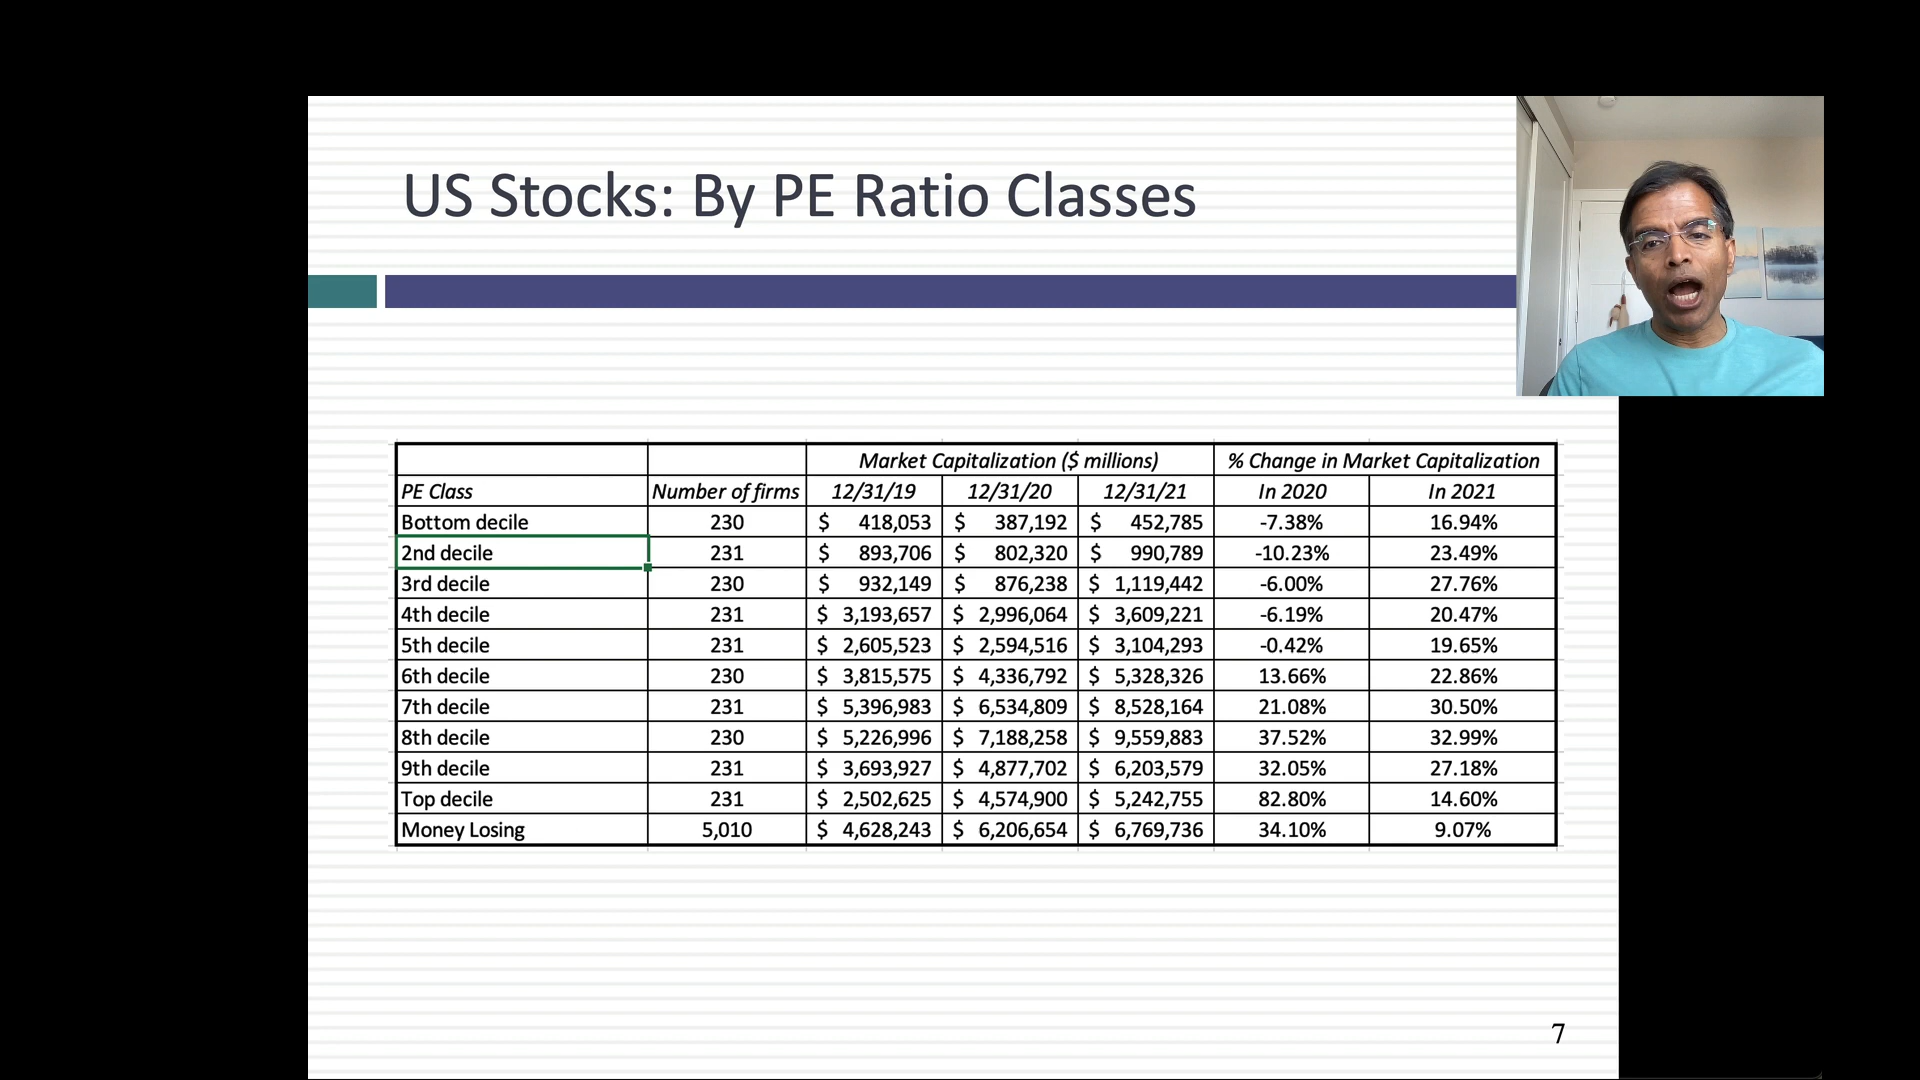 US Stocks: By PE Ratio Classes
Market Capitalization ($ millions) % Change in Market Capitalization
PE Class Number of firms 12/31/19 12/31/20 12/31/21 In 2020 In 2021
Bottom decile 230 $ 418,053 $ 387,192 $ 452,785 -7.38% 16.94%
2nd decile 231 $ 893,706 $ 802,320 $ 990,789 -10.23% 23.49%
3rd decile 230 $ 932,149 $ 876,238 $ 1,119,442 -6.00% 27.76%
4th decile 231 $ 3,193,657 $ 2,996,064 $ 3,609,221 -6.19% 20.47%
5th decile 231 $ 2,605,523 $ 2,594,516 $ 3,104,293 -0.42% 19.65%
6th decile 230 $ 3,815,575 $ 4,336,792 $ 5,328,326 13.66% 22.86%
7th decile 231 $ 5,396,983 $ 6,534,809 $ 8,528,164 21.08% 30.50%
8th decile 230 $ 5,226,996 $ 7,188,258 $ 9,559,883 37.52% 32.99%
9th decile 231 $ 3,693,927 $ 4,877,702 $ 6,203,579 32.05% 27.18%
Top decile 231 $ 2,502,625 $ 4,574,900 $ 5,242,755 82.80% 14.60%
Money Losing 5,010 $ 4,628,243 $ 6,206,654 $ 6,769,736 34.10% 9.07%
7